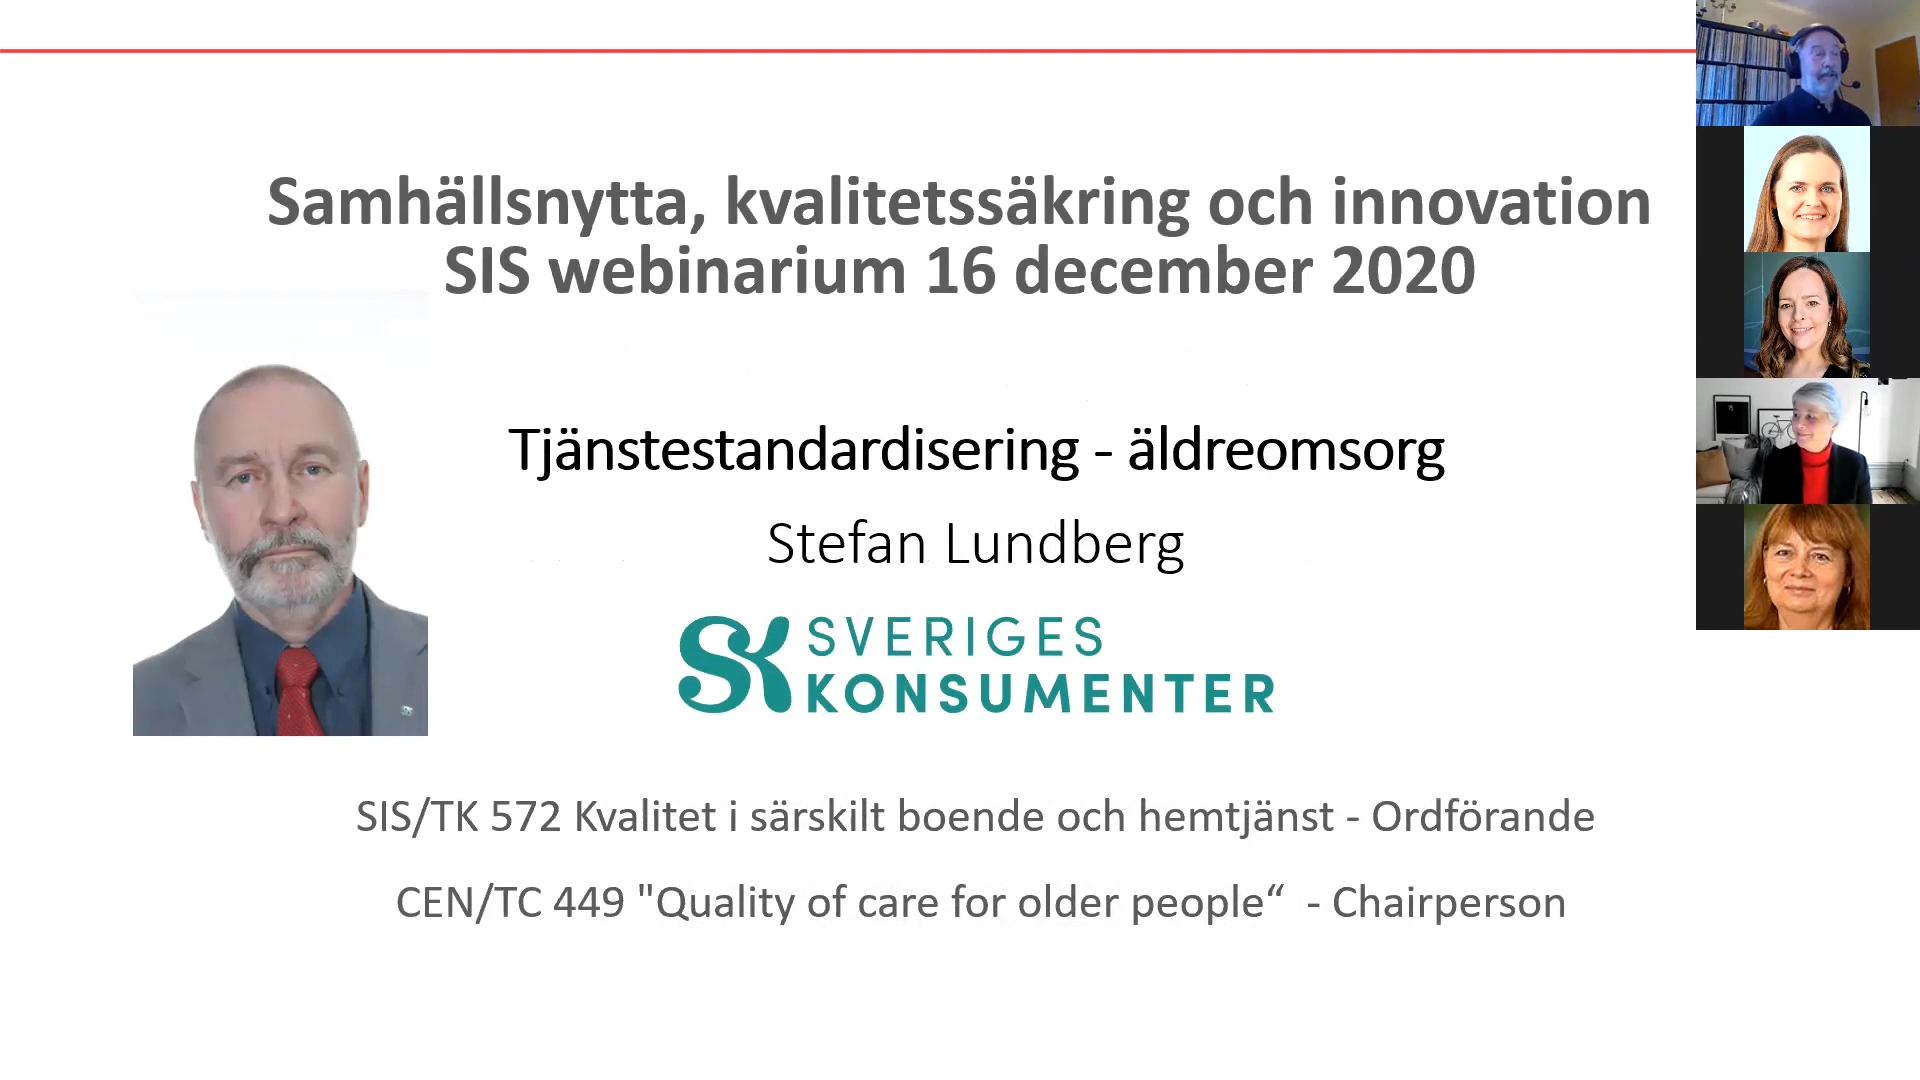 Samhällsnytta, kvalitetssäkring och innovation
SIS webinarium 16 december 2020
Tjänstestandardisering - äldreomsorg
Stefan Lundberg
SK SVERIGES
KONSUMENTER
SIS/TK 572 Kvalitet i särskilt boende och hemtjänst - Ordförande
CEN/TC 449 "Quality of care for older people“ - Chairperson